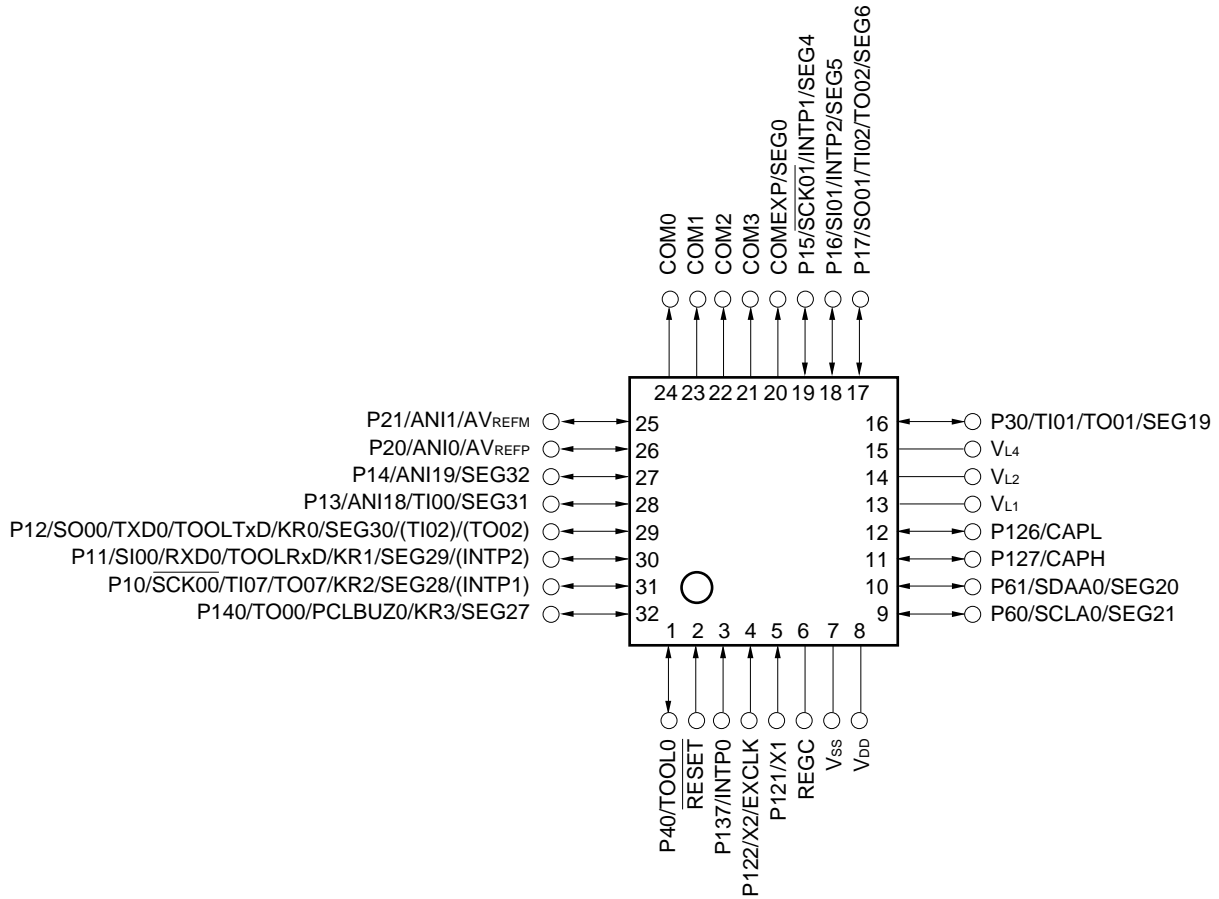 COM0
COM1
COM2
COM3
COMEXP/SEG0
P15/SCK01/INTP1/SEG4
P16/SI01/INTP2/SEG5
P17/SO01/TI02/TO02/SEG6
24 23 22 21 20 19 18 17
P21/ANI1/AVREFM 25
P20/ANI0/AVREFP 26
P14/ANI19/SEG32 27
P13/ANI18/TI00/SEG31 28
P12/SO00/TXD0/TOOLTxD/KR0/SEG30/(TI02)/(TO02) 29
P11/SI00/RXD0/TOOLRxD/KR1/SEG29/(INTP2) 30
P10/SCK00/TI07/TO07/KR2/SEG28/(INTP1) 31
P140/TO00/PCLBUZ0/KR3/SEG27 32
16 P30/TI01/TO01/SEG19
15 VL4
14 VL2
13 VL1
12 P126/CAPL
11 P127/CAPH
10 P61/SDAA0/SEG20
9 P60/SCLA0/SEG21
1 2 3 4 5 6 7 8
P40/TOOL0
RESET
P137/INTP0
P122/X2/EXCLK
P121/X1
REGC
VSS
VDD